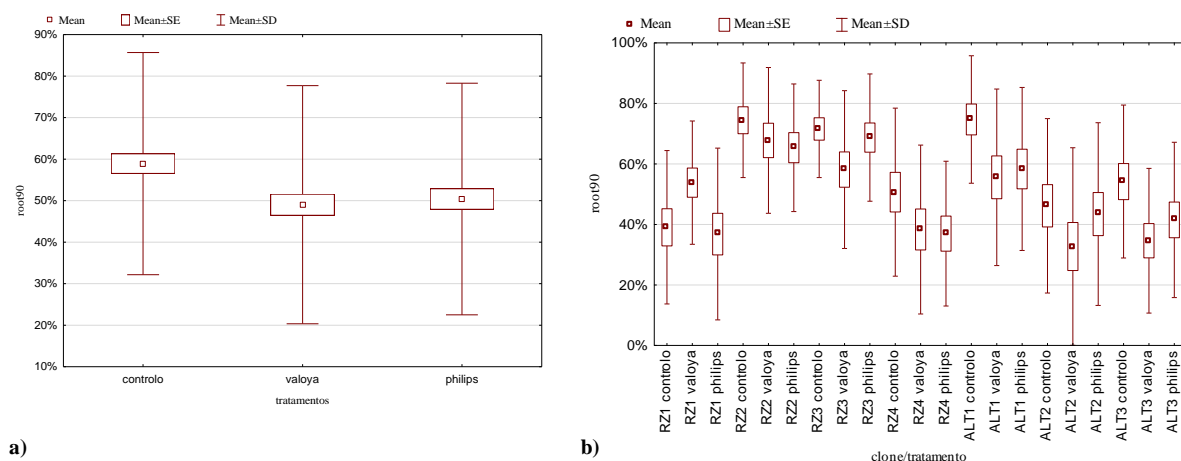 Mean Mean±SE Mean±SD
90%
80%
70%
60%
50%
40%
30%
20%
10%
root90
controlo valoya philips
tratamentos
a)
Mean Mean±SE Mean±SD
100%
80%
60%
40%
20%
0%
root90
RZ1 controlo
RZ1 valoya
RZ1 philips
RZ2 controlo
RZ2 valoya
RZ2 philips
RZ3 controlo
RZ3 valoya
RZ3 philips
RZ4 controlo
RZ4 valoya
RZ4 philips
ALT1 controlo
ALT1 valoya
ALT1 philips
ALT2 controlo
ALT2 valoya
ALT2 philips
ALT3 controlo
ALT3 valoya
ALT3 philips
clone/tratamento
b)